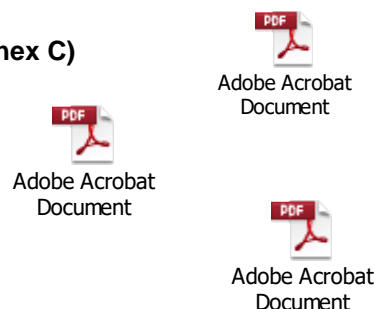 PDF
Adobe Acrobat
Document
nex C)
PDF
Adobe Acrobat
Document
PDF
Adobe Acrobat
Document